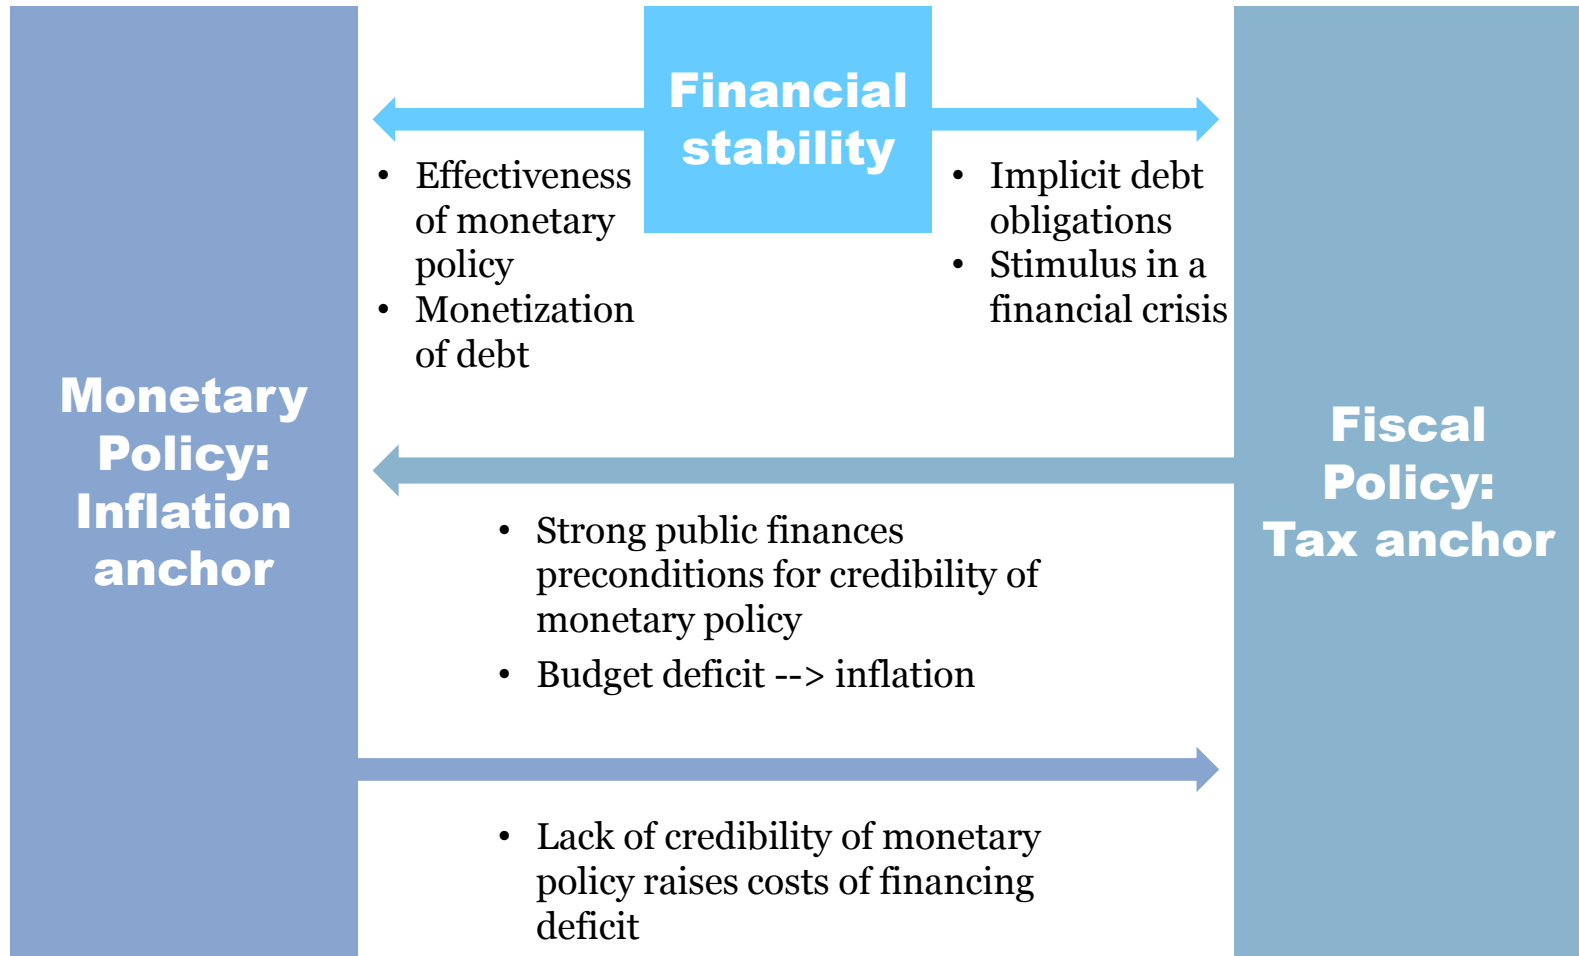 Financial
stability
• Effectiveness
of monetary
policy
• Monetization
of debt
• Implicit debt
obligations
• Stimulus in a
financial crisis
Monetary
Policy:
Inflation
anchor
Fiscal
Policy:
Tax anchor
• Strong public finances
preconditions for credibility of
monetary policy
• Budget deficit --> inflation
• Lack of credibility of monetary
policy raises costs of financing
deficit